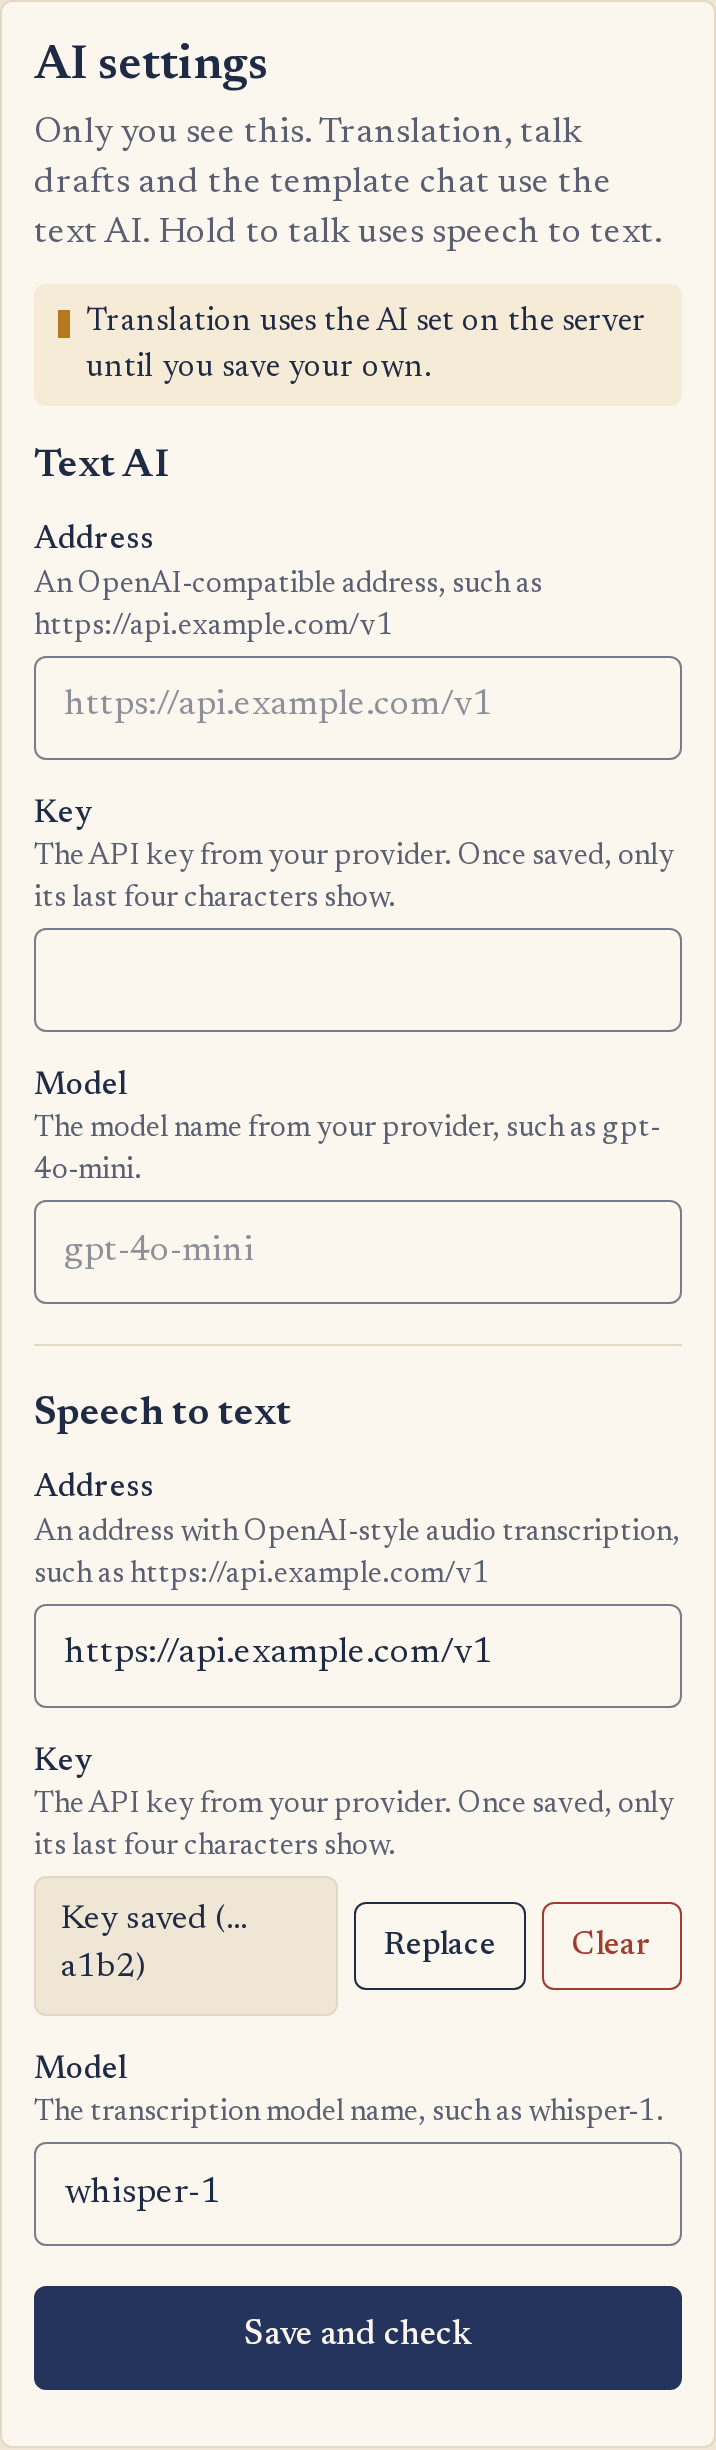 AI settings
Only you see this. Translation, talk
drafts and the template chat use the
text AI. Hold to talk uses speech to text.
Translation uses the AI set on the server
until you save your own.
Text AI
Address
An OpenAI-compatible address, such as
https://api.example.com/v1
https://api.example.com/v1
Key
The API key from your provider. Once saved, only
its last four characters show.
Model
The model name from your provider, such as gpt-
4o-mini.
gpt-4o-mini
Speech to text
Address
An address with OpenAI-style audio transcription,
such as https://api.example.com/v1
https://api.example.com/v1
Key
The API key from your provider. Once saved, only
its last four characters show.
Key saved (…
a1b2)
Replace
Clear
Model
The transcription model name, such as whisper-1.
whisper-1
Save and check